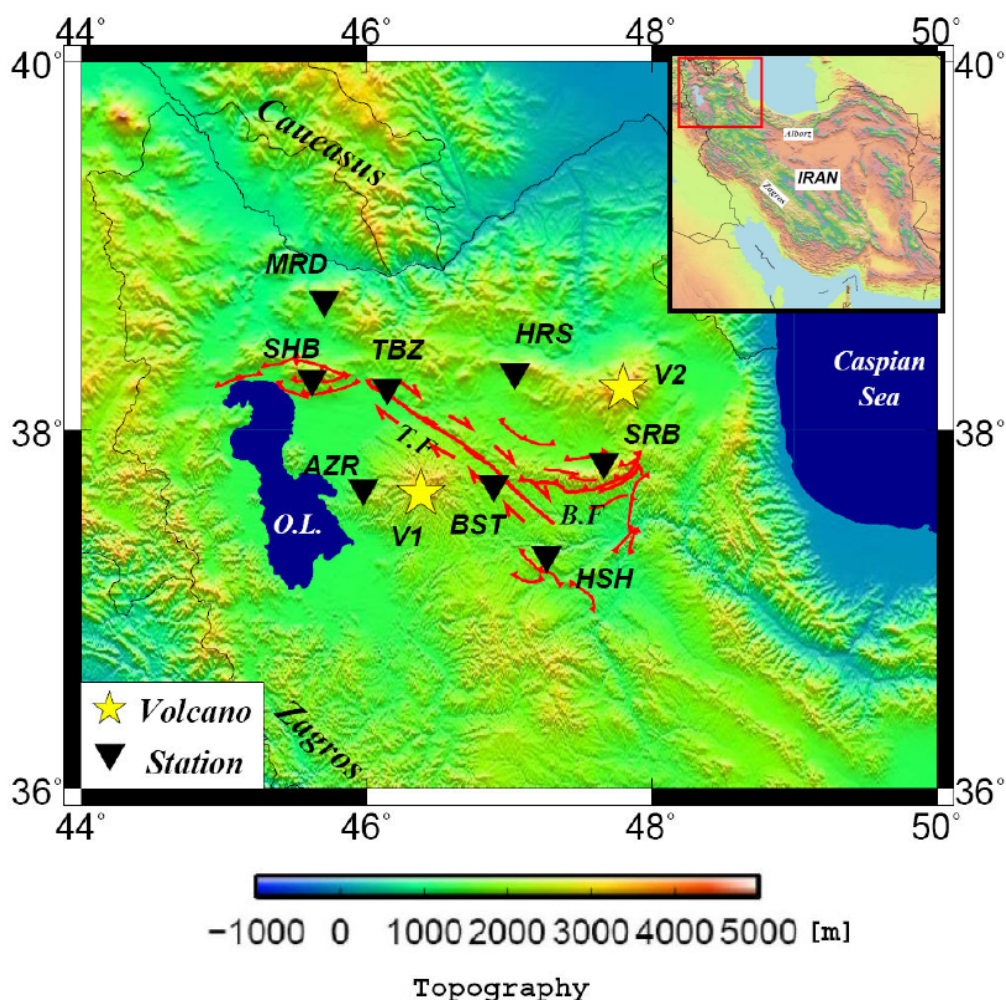 44° 46° 48° 50°
40° 40°
Caucasus
Alborz
Zagros
IRAN
MRD
SHB TBZ HRS
V2
Caspian
Sea
38° 38°
T.F
SRB
AZR
O.L.
V1
BST
B.F
HSH
Volcano
Station
Zagros
36° 36°
44° 46° 48° 50°
−1000 0 1000 2000 3000 4000 5000 [m]
Topography